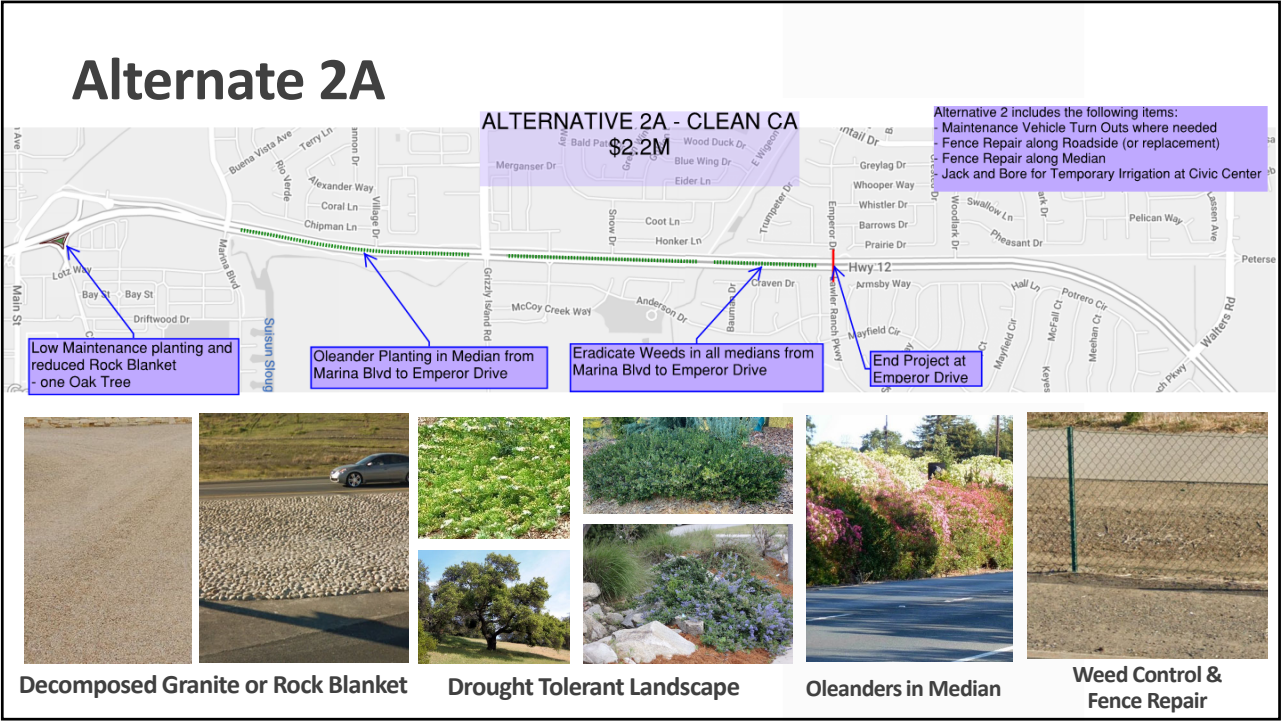 Alternate 2A
ALTERNATIVE 2A - CLEAN CA
$2.2M
Alternative 2 includes the following items:
- Maintenance Vehicle Turn Outs where needed
- Fence Repair along Roadside (or replacement)
- Fence Repair along Median
- Jack and Bore for Temporary Irrigation at Civic Center
Buena Vista Ave
Terry Ln
Rio Verde
Alexander Way
Coral Ln
Chipman Ln
Village Dr
Merganser Dr
Wood Duck Dr
Blue Wing Dr
Eider Ln
E Wigeon
Trumpeter Dr
Snow Dr
Coot Ln
Honker Ln
Emperor D
Greylag Dr
Whooper Way
Whistler Dr
Barrows Dr
Prairie Dr
Woodlark Dr
Swallow Ln
Pheasant Dr
Pelican Way
Lassen Ave
Hwy 12
Peterse
Marina Blvd
Lotz Way
Bay St
Bay St
Driftwood Dr
Main St
Suisun Sloug
Grizzly Island Rd
McCoy Creek Way
Anderson Dr
Banman Dr
Craven Dr
Lawler Ranch Pkwy
Armsby Way
Mayfield Cir
Hall Ln
Potrero Cir
McFall Ct
Mayfield Cir
Meehan Ct
Keyes
Walters Rd
ch Pkwy
Low Maintenance planting and
reduced Rock Blanket
- one Oak Tree
Oleander Planting in Median from
Marina Blvd to Emperor Drive
Eradicate Weeds in all medians from
Marina Blvd to Emperor Drive
End Project at
Emperor Drive
Decomposed Granite or Rock Blanket
Drought Tolerant Landscape
Oleanders in Median
Weed Control &
Fence Repair